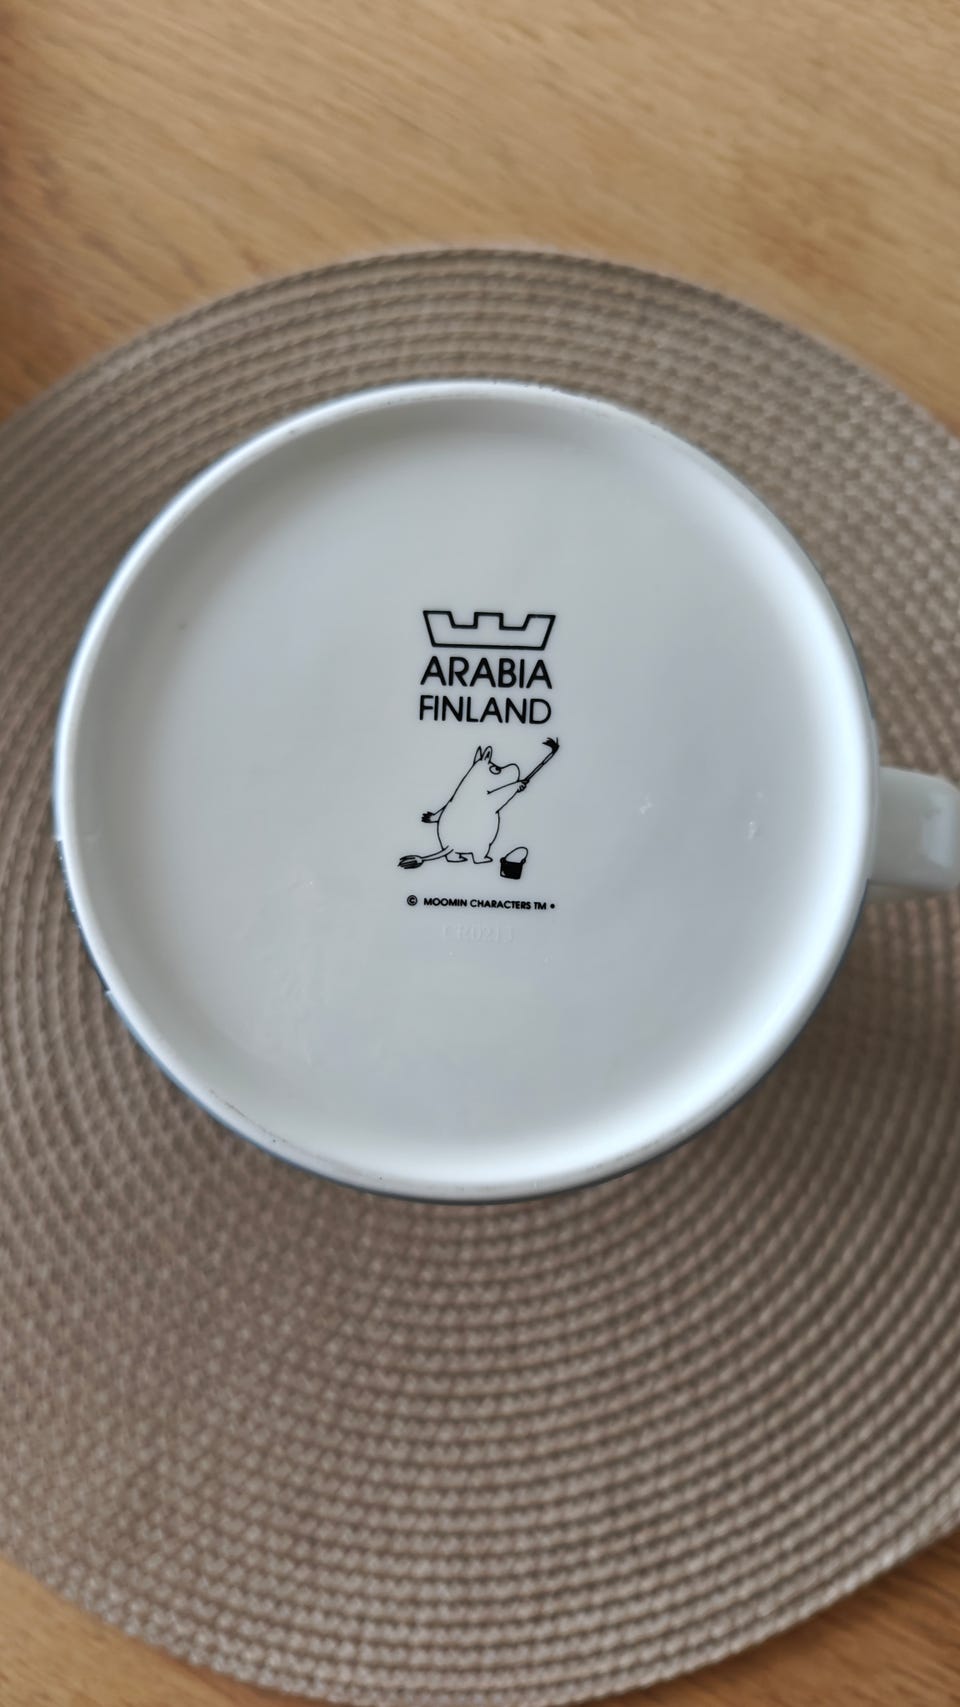 ARABIA
FINLAND
© MOOMIN CHARACTERS TM •